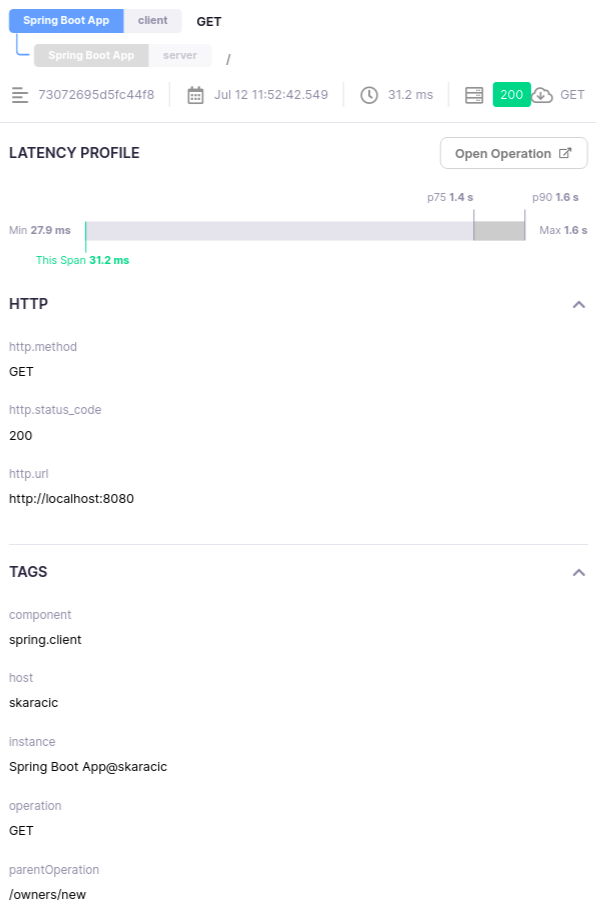 Spring Boot App client GET
Spring Boot App server /
73072695d5fc44f8 Jul 12 11:52:42.549 31.2 ms 200 GET
LATENCY PROFILE Open Operation
p75 1.4 s p90 1.6 s
Min 27.9 ms Max 1.6 s
This Span 31.2 ms
HTTP
http.method
GET
http.status_code
200
http.url
http://localhost:8080
TAGS
component
spring.client
host
skaracic
instance
Spring Boot App@skaracic
operation
GET
parentOperation
/owners/new